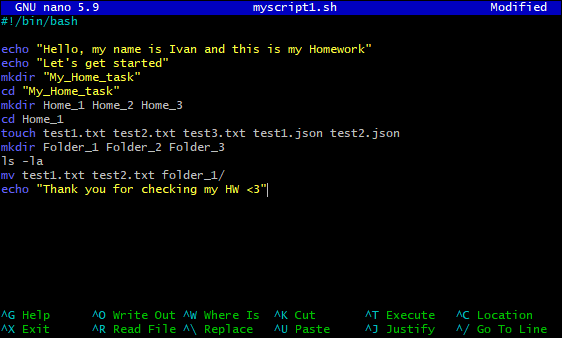 GNU nano 5.9 myscript1.sh Modified
#!/bin/bash
echo "Hello, my name is Ivan and this is my Homework"
echo "Let's get started"
mkdir "My_Home_task"
cd "My_Home_task"
mkdir Home_1 Home_2 Home_3
cd Home_1
touch test1.txt test2.txt test3.txt test1.json test2.json
mkdir Folder_1 Folder_2 Folder_3
ls -la
mv test1.txt test2.txt folder_1/
echo "Thank you for checking my HW <3"
^G Help ^O Write Out ^W Where Is ^K Cut ^T Execute ^C Location
^X Exit ^R Read File ^\ Replace ^U Paste ^J Justify ^/ Go To Line